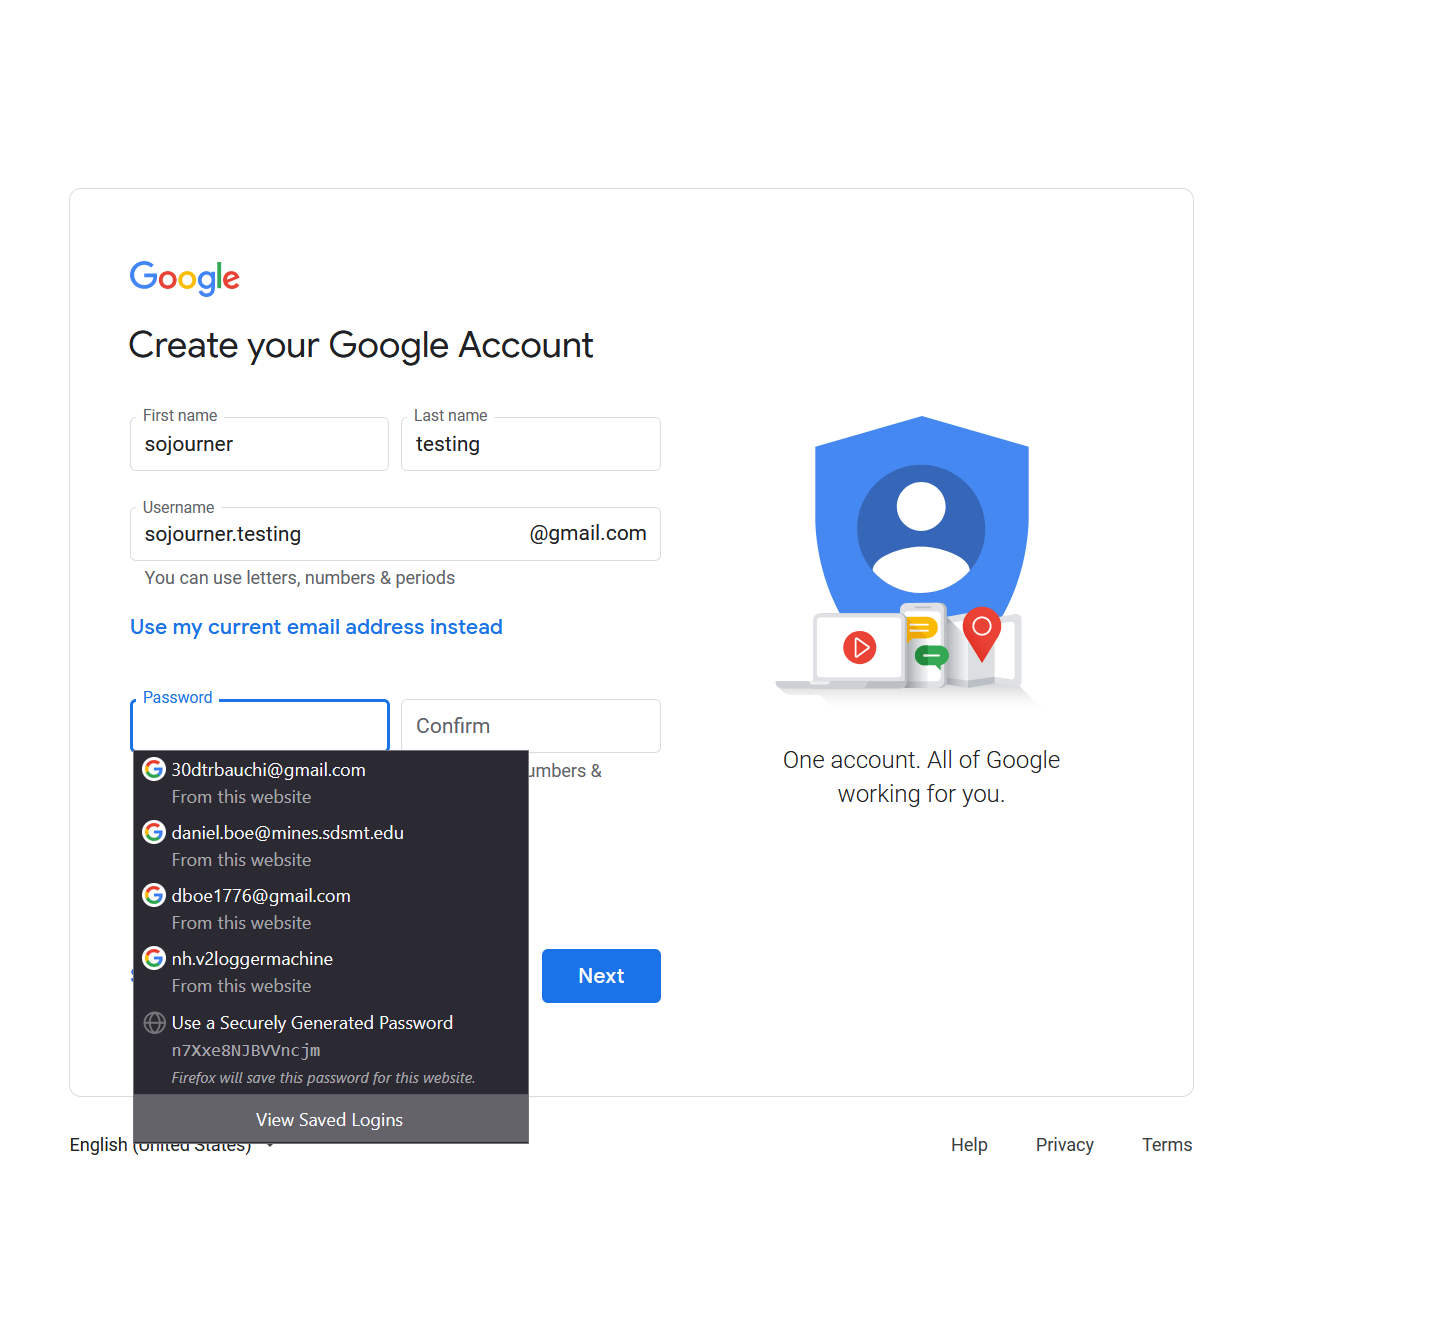 Google
Create your Google Account
First name
Last name
sojourner
testing
Username
sojourner.testing
@gmail.com
You can use letters, numbers & periods
Use my current email address instead
Password
Confirm
numbers &
30dtrbauchi@gmail.com
From this website
daniel.boe@mines.sdsmt.edu
From this website
dboe1776@gmail.com
From this website
nh.v2loggermachine
From this website
Use a Securely Generated Password
n7Xxe8NJBVVncjm
Firefox will save this password for this website.
View Saved Logins
Next
One account. All of Google
working for you.
English (United States)
Help
Privacy
Terms